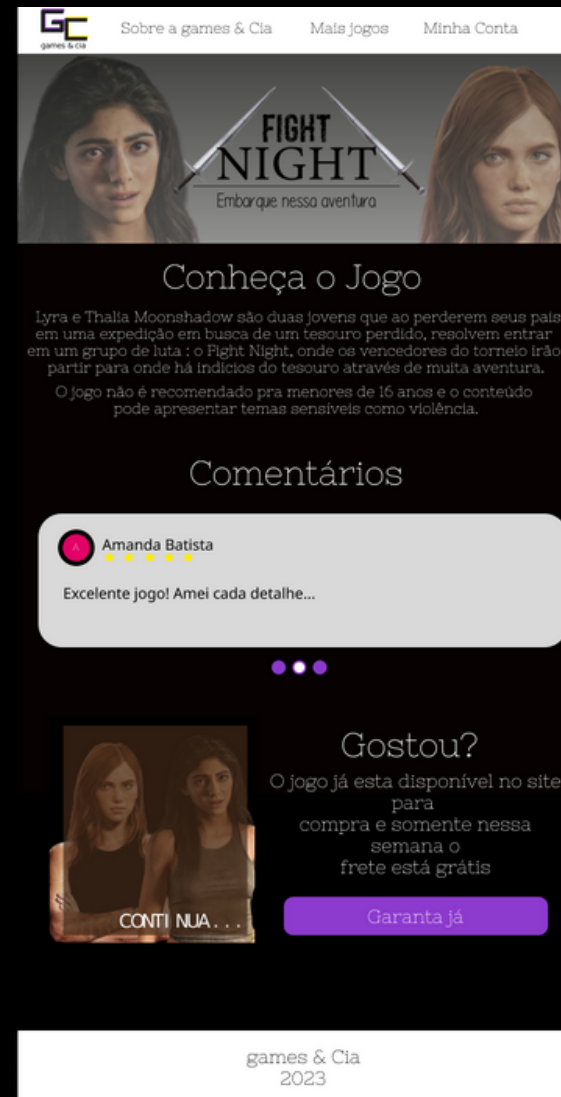 GC
games & cia
Sobre a games & Cia
Mais jogos
Minha Conta
FIGHT
NIGHT
Embarque nessa aventura
Conheça o Jogo
Lyra e Thalia Moonshadow são duas jovens que ao perderem seus pais
em uma expedição em busca de um tesouro perdido, resolvem entrar
em um grupo de luta : o Fight Night, onde os vencedores do torneio irão
partir para onde há indícios do tesouro através de muita aventura.
O jogo não é recomendado pra menores de 16 anos e o conteúdo
pode apresentar temas sensíveis como violência.
Comentários
A
Amanda Batista
Excelente jogo! Amei cada detalhe...
Gostou?
O jogo já esta disponível no site
para
compra e somente nessa
semana o
frete está grátis
CONTINUA...
Garanta já
games & Cia
2023